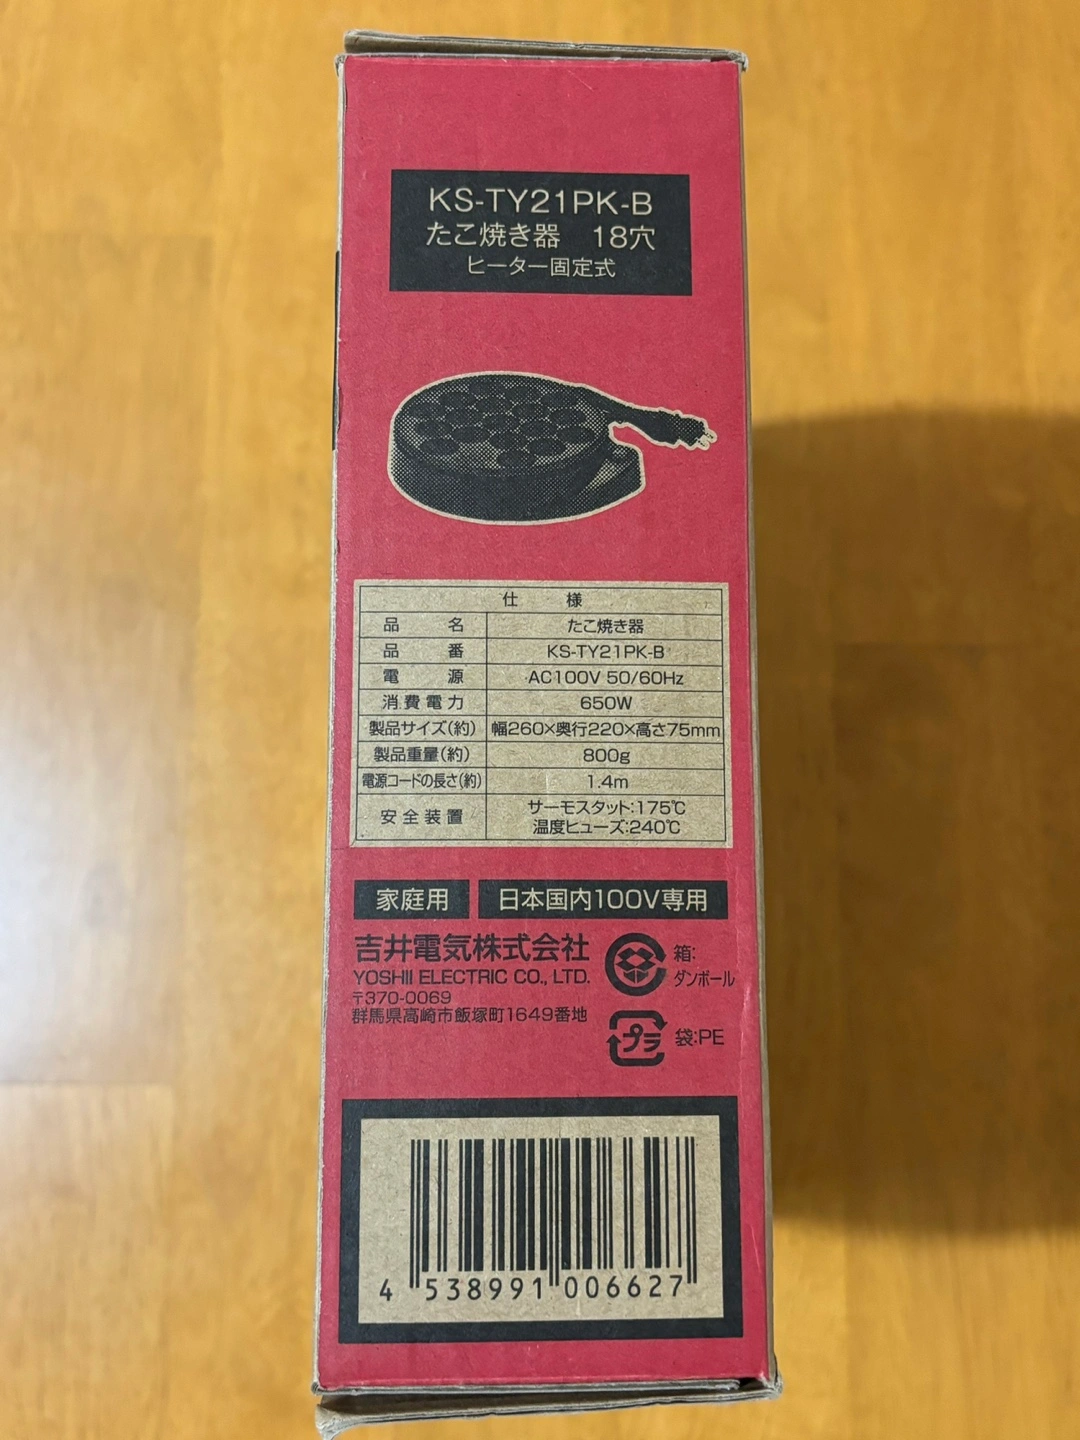 KS-TY21PK-B
たこ焼き器 18穴
ヒーター固定式
仕 様
品 名 たこ焼き器
品 番 KS-TY21PK-B
電 源 AC100V 50/60Hz
消費電力 650W
製品サイズ(約) 幅260×奥行220×高さ75mm
製品重量(約) 800g
電源コードの長さ(約) 1.4m
安全装置 サーモスタット:175℃
温度ヒューズ:240℃
家庭用 日本国内100V専用
吉井電気株式会社
YOSHII ELECTRIC CO., LTD.
〒370-0069
群馬県高崎市飯塚町1649番地
箱:
ダンボール
プラ 袋:PE
4 538991 006627